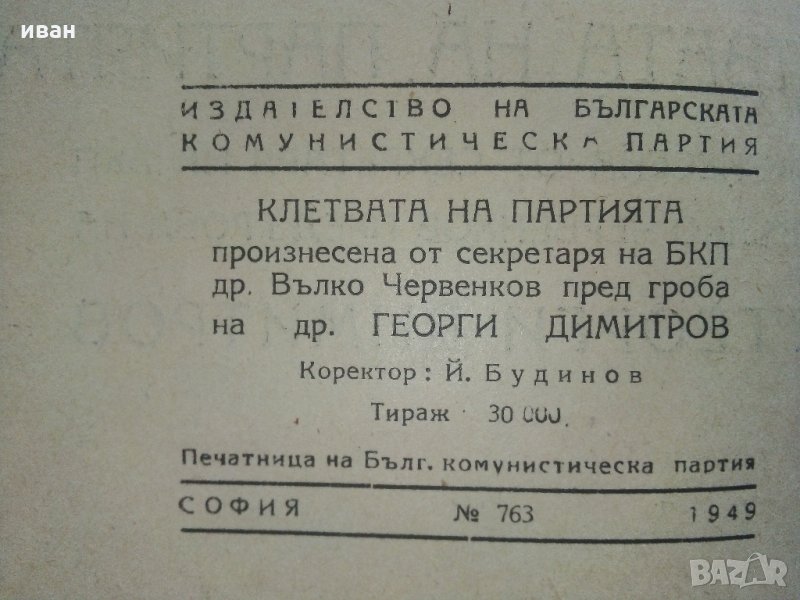 иван
ИЗДАТЕЛСТВО НА БЪЛГАРСКАТА
КОМУНИСТИЧЕСКА ПАРТИЯ
КЛЕТВАТА НА ПАРТИЯТА
произнесена от секретаря на БКП
др. Вълко Червенков пред гроба
на др. ГЕОРГИ ДИМИТРОВ
Коректор: Й. Будинов
Тираж 30 000.
Печатница на Бълг. комунистическа партия
СОФИЯ № 763 1949
BAZAR